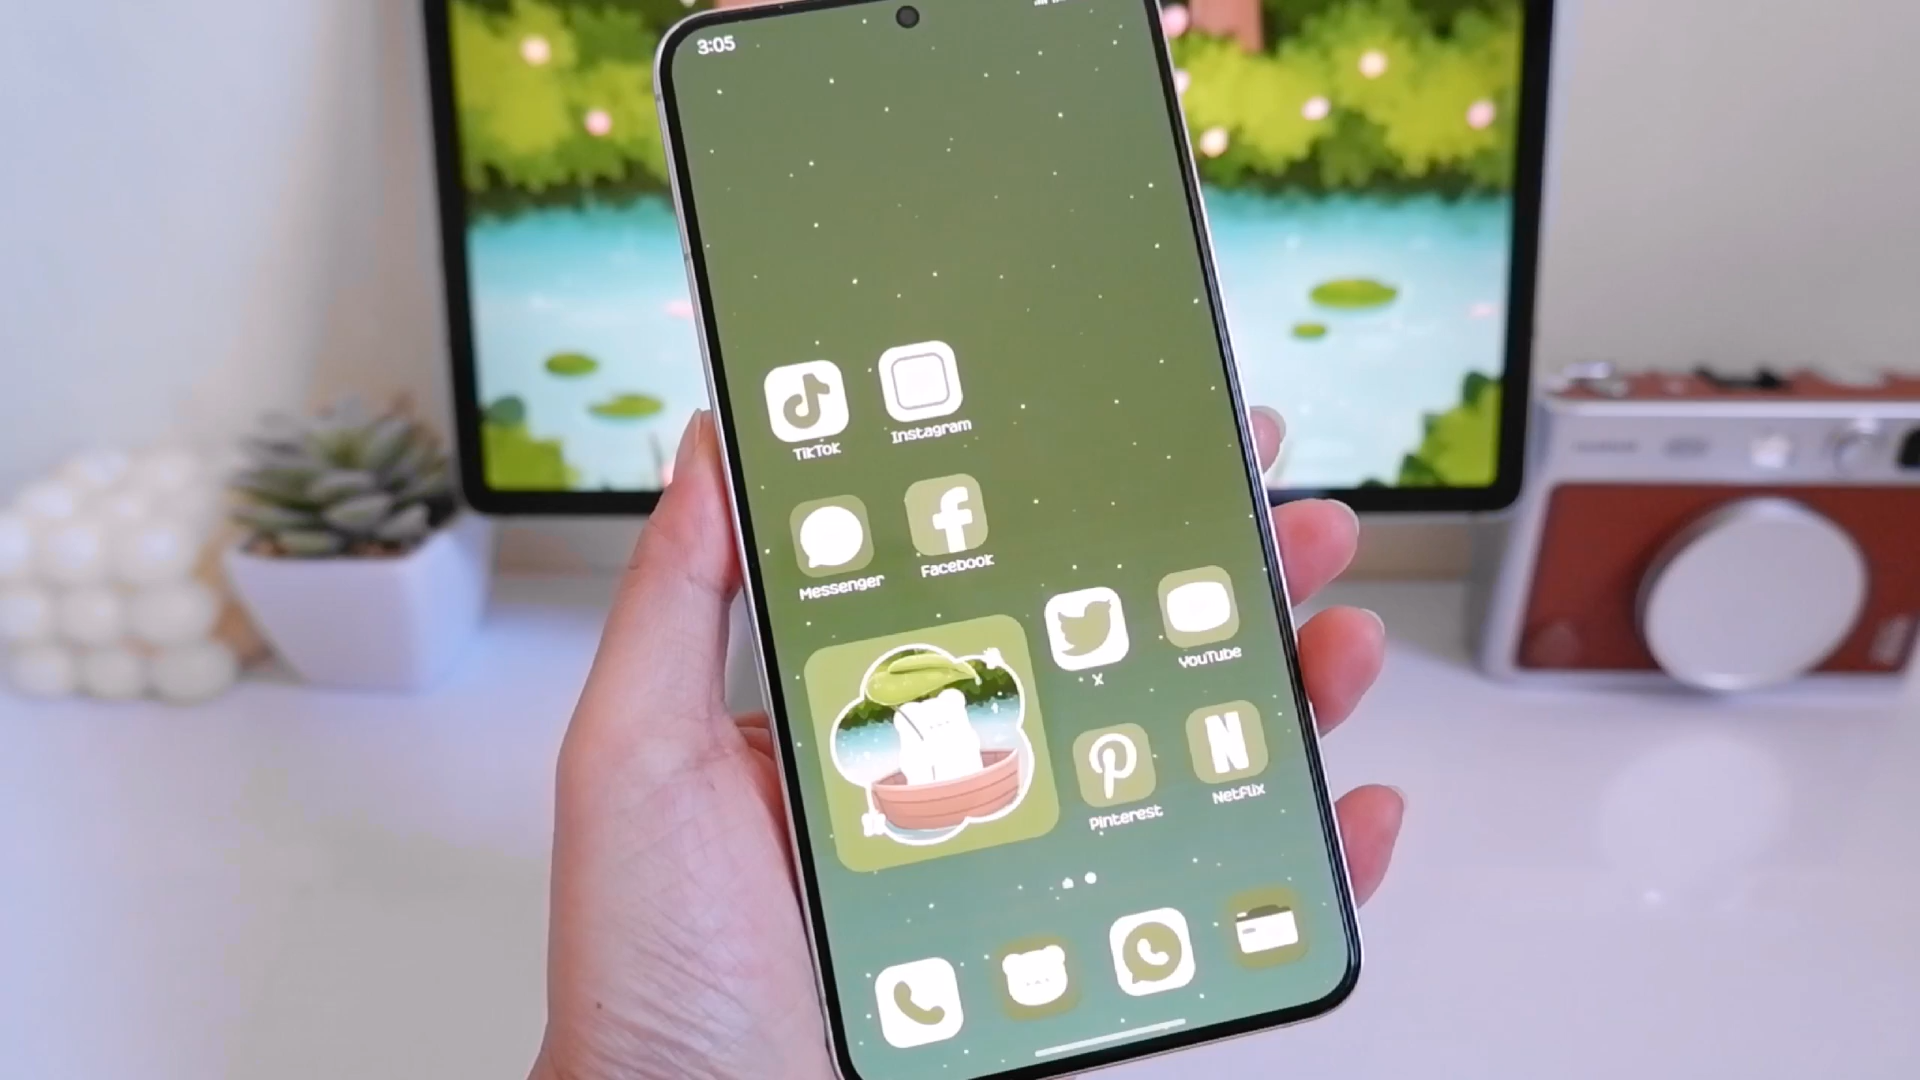 3:05
TikTok
Instagram
Messenger
Facebook
X
YouTube
Pinterest
Netflix